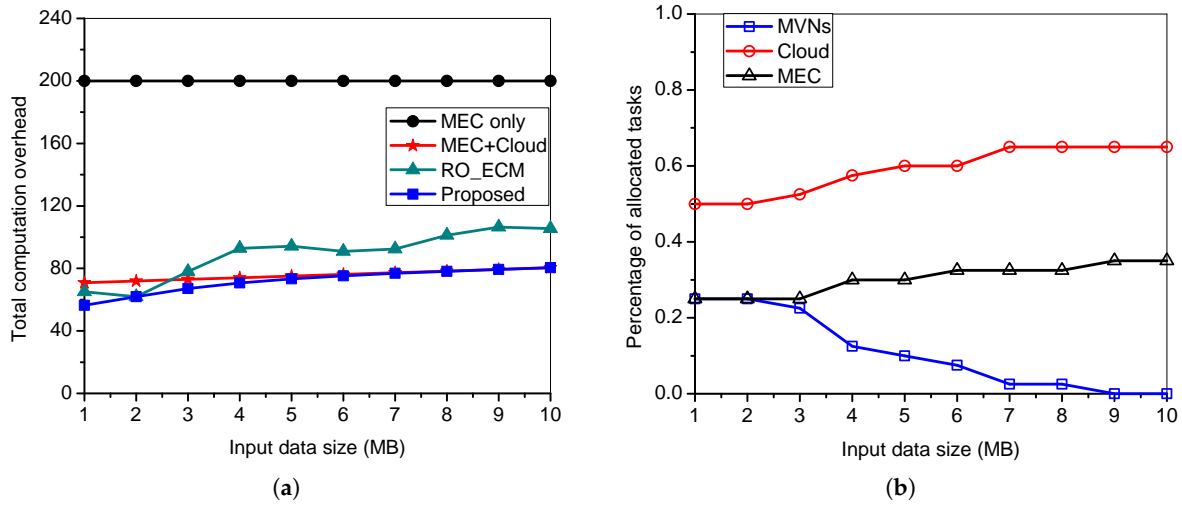 240
200
160
120
80
40
0
Total computation overhead
MEC only
MEC+Cloud
RO_ECM
Proposed
1 2 3 4 5 6 7 8 9 10
Input data size (MB)
(a)
1.0
0.8
0.6
0.4
0.2
0.0
Percentage of allocated tasks
MVNs
Cloud
MEC
1 2 3 4 5 6 7 8 9 10
Input data size (MB)
(b)